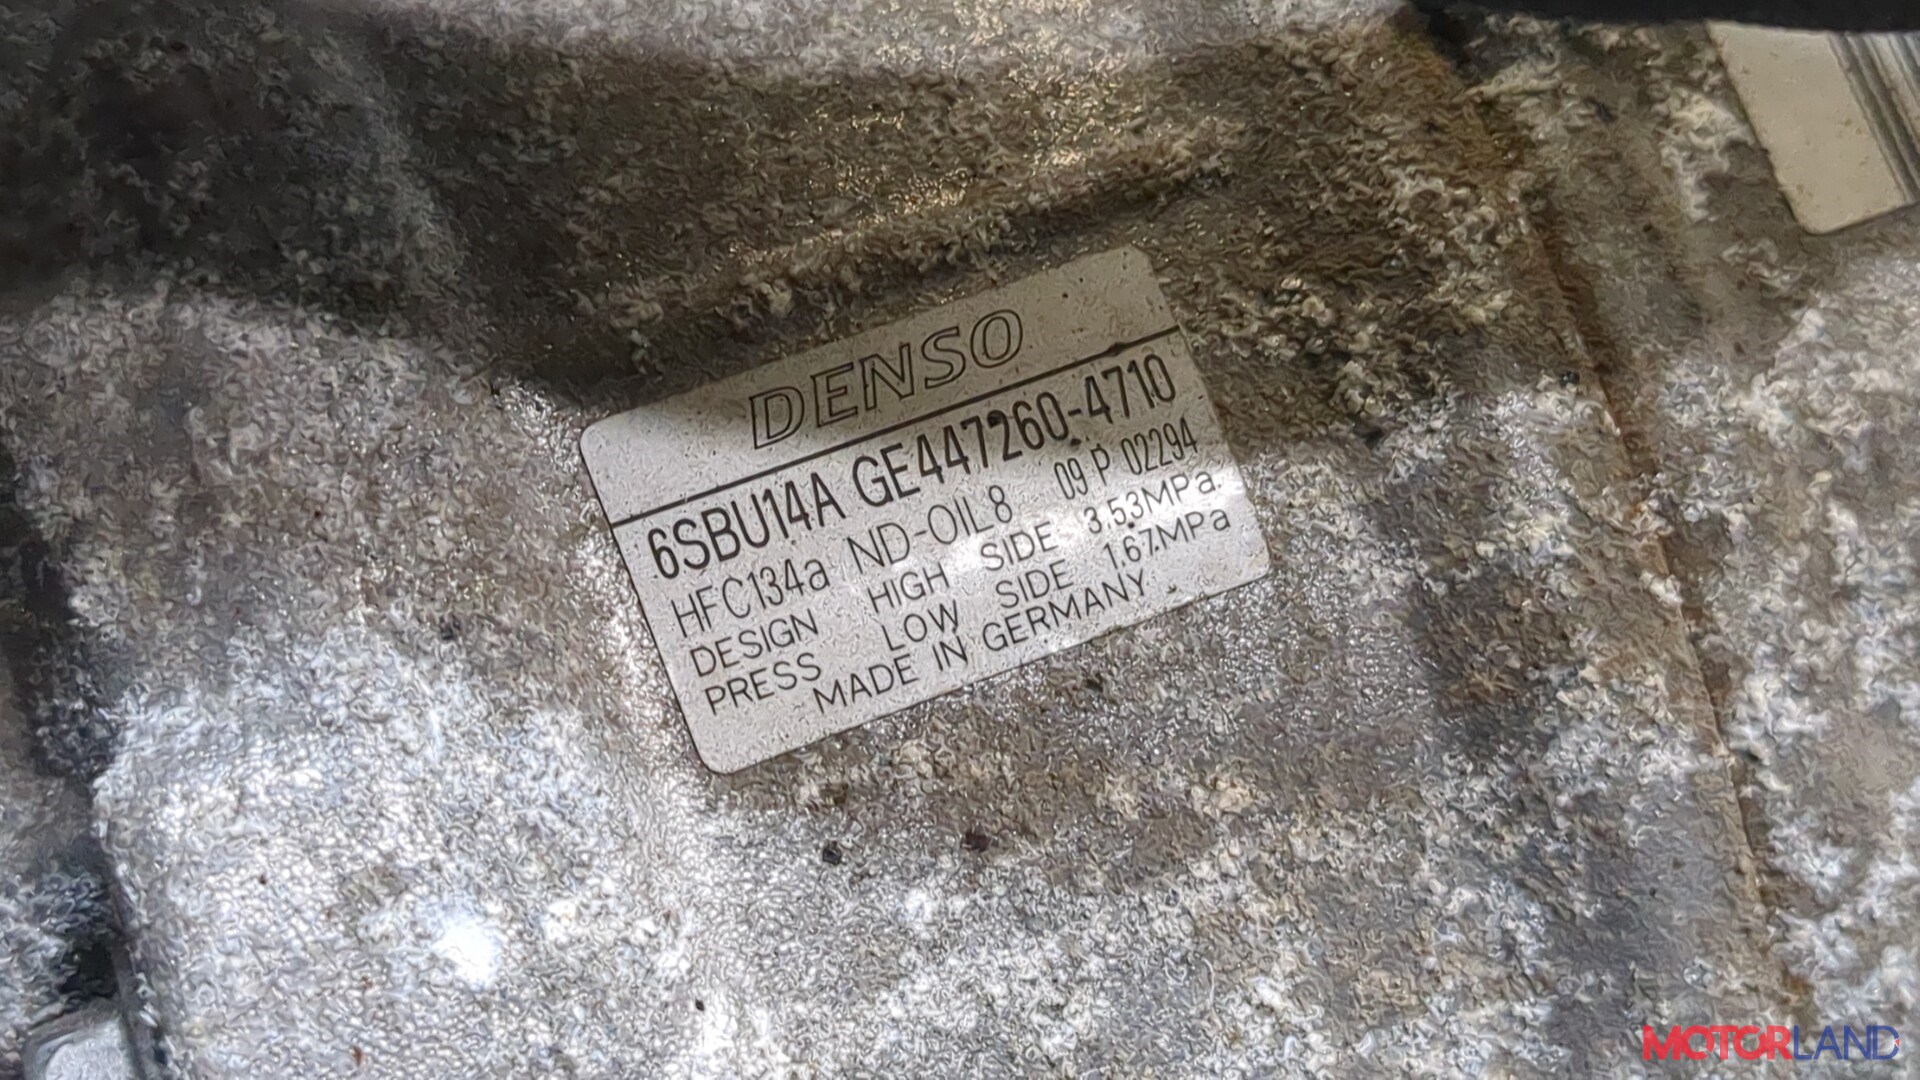 DENSO
6SBU14A GE447260-4710
HFC134a ND-OIL8 09 P 02294
DESIGN HIGH SIDE 3.53MPa
PRESS LOW SIDE 1.67MPa
MADE IN GERMANY
MOTORLAND